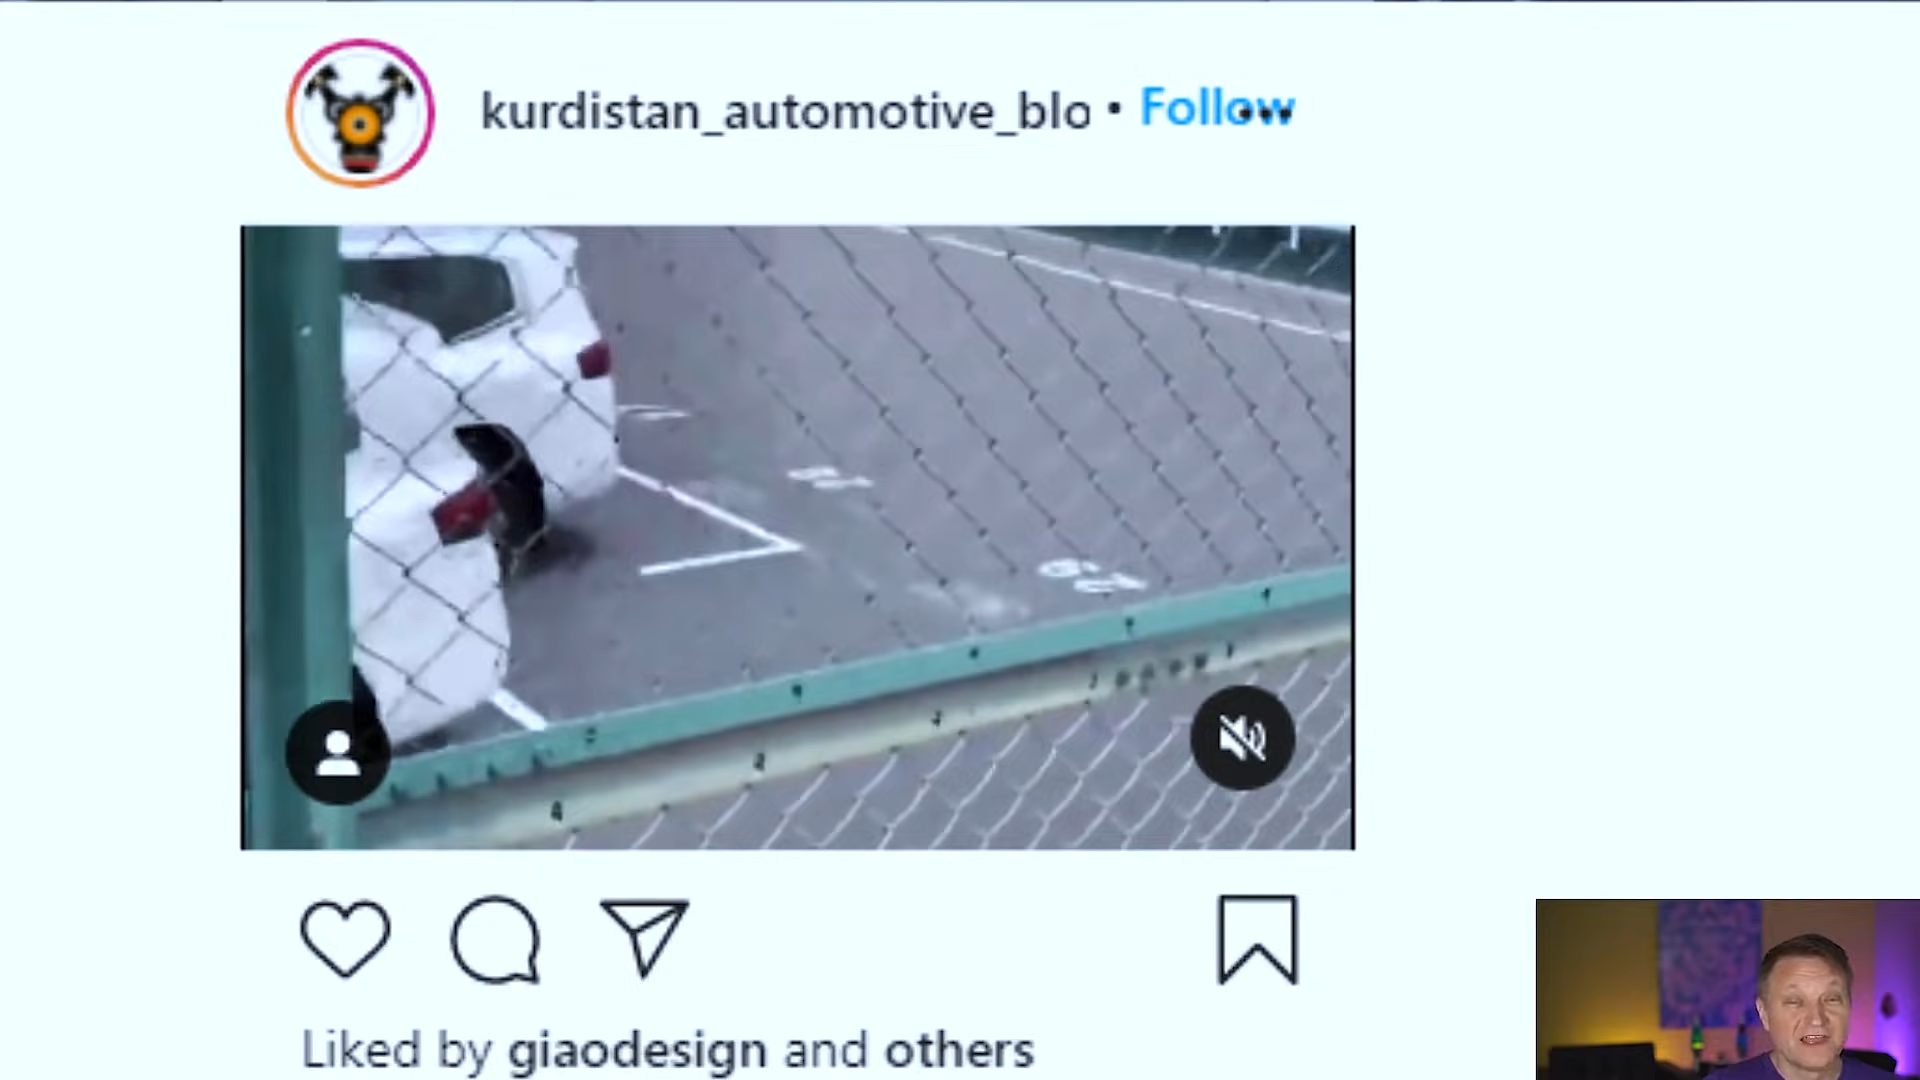 kurdistan_automotive_blo • Follow
Liked by giaodesign and others